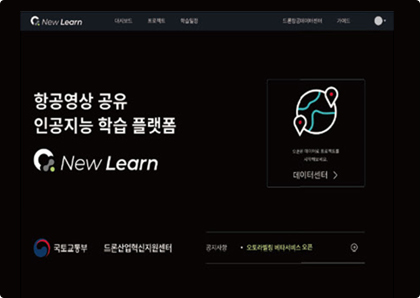 New Learn
대시보드 프로젝트 학습일정 드론항공데이터센터 가이드
항공영상 공유
인공지능 학습 플랫폼
New Learn
데이터센터 >
국토교통부 드론산업혁신지원센터 공지사항 • 오토라벨링 베타서비스 오픈